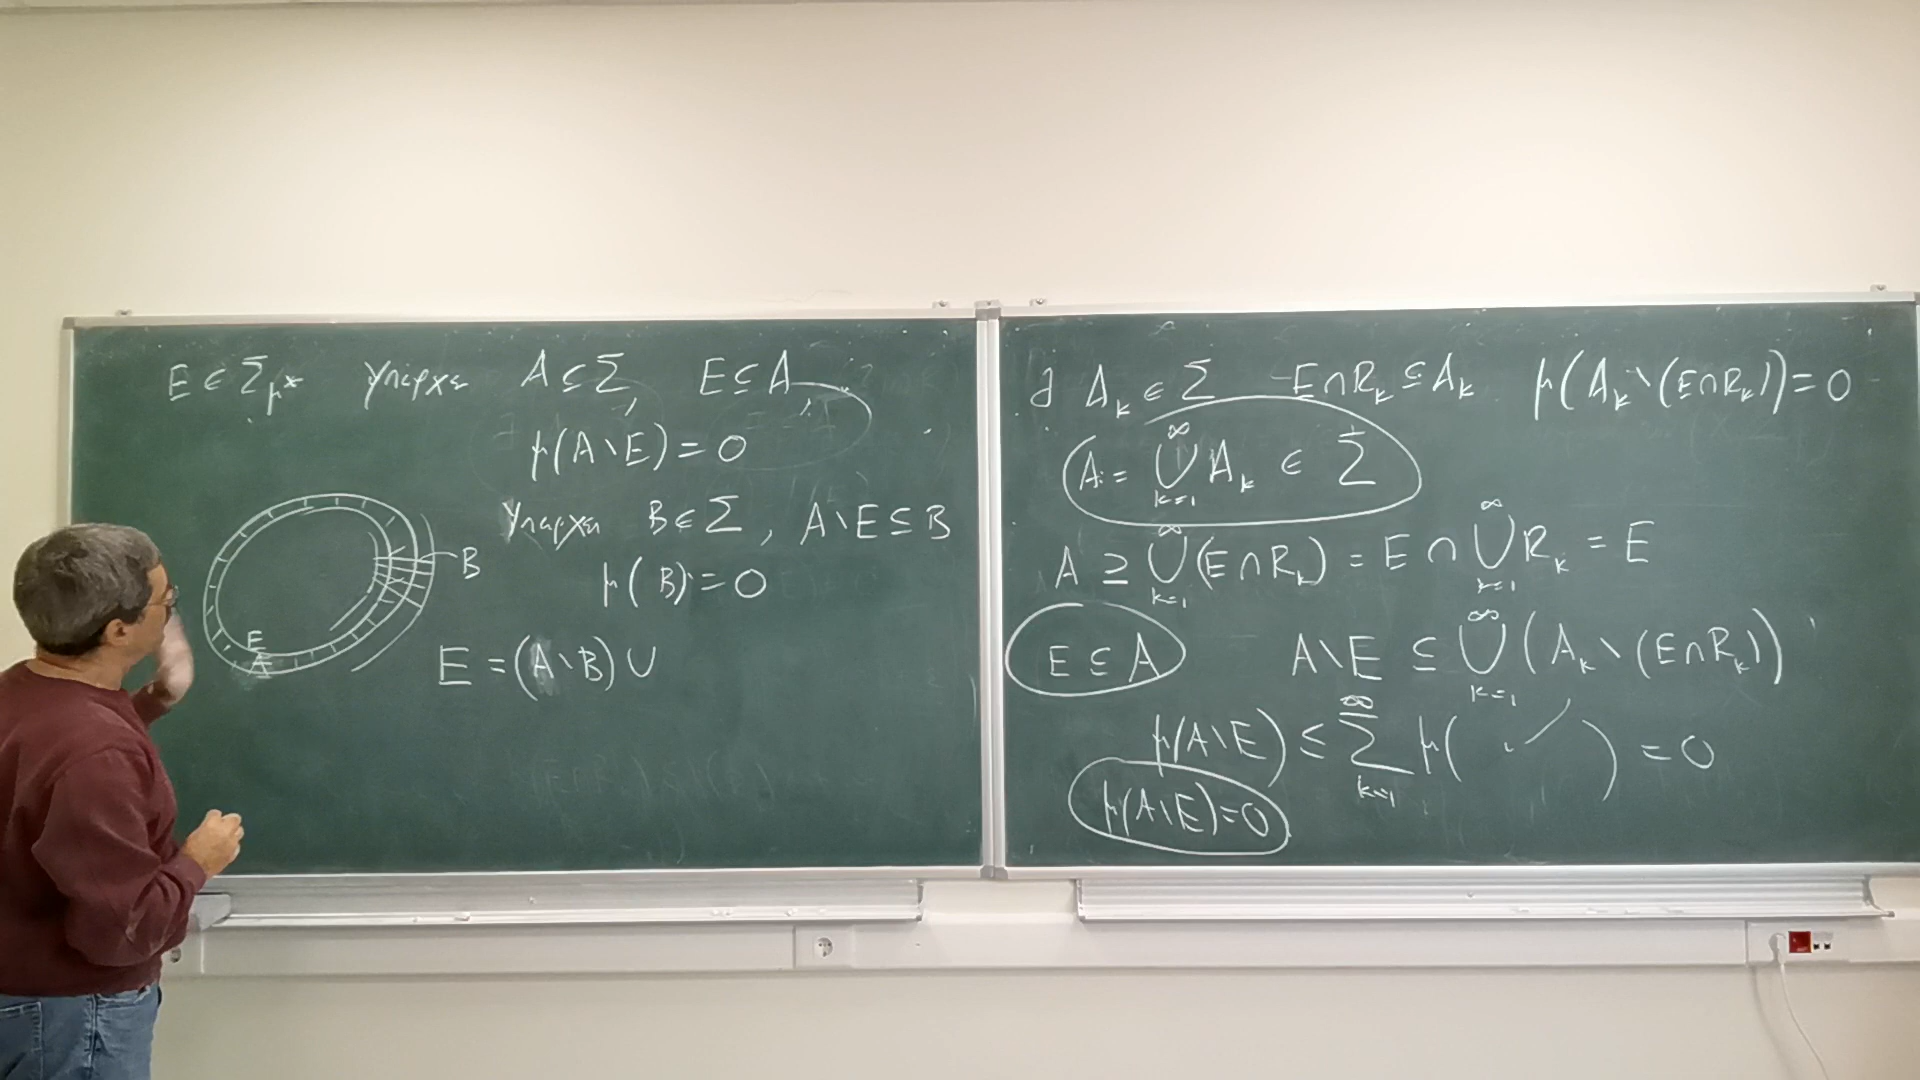 E ∈ Σ_μ* Υπάρχει A ⊆ Σ, E ⊆ A,
μ(A∖E) = 0
Υπάρχει B ∈ Σ, A∖E ⊆ B
μ(B) = 0
B
E
A
E = (A∖B) ∪
∃ A_k ∈ Σ E∩R_k ⊆ A_k μ(A_k∖(E∩R_k)) = 0
A := ⋃_{k=1}^∞ A_k ∈ Σ
A ⊇ ⋃_{k=1}^∞ (E∩R_k) = E ∩ ⋃_{k=1}^∞ R_k = E
E ⊆ A A∖E ⊆ ⋃_{k=1}^∞ (A_k∖(E∩R_k))
μ(A∖E) ≤ ∑_{k=1}^∞ μ( ✓ ) = 0
μ(A∖E) = 0